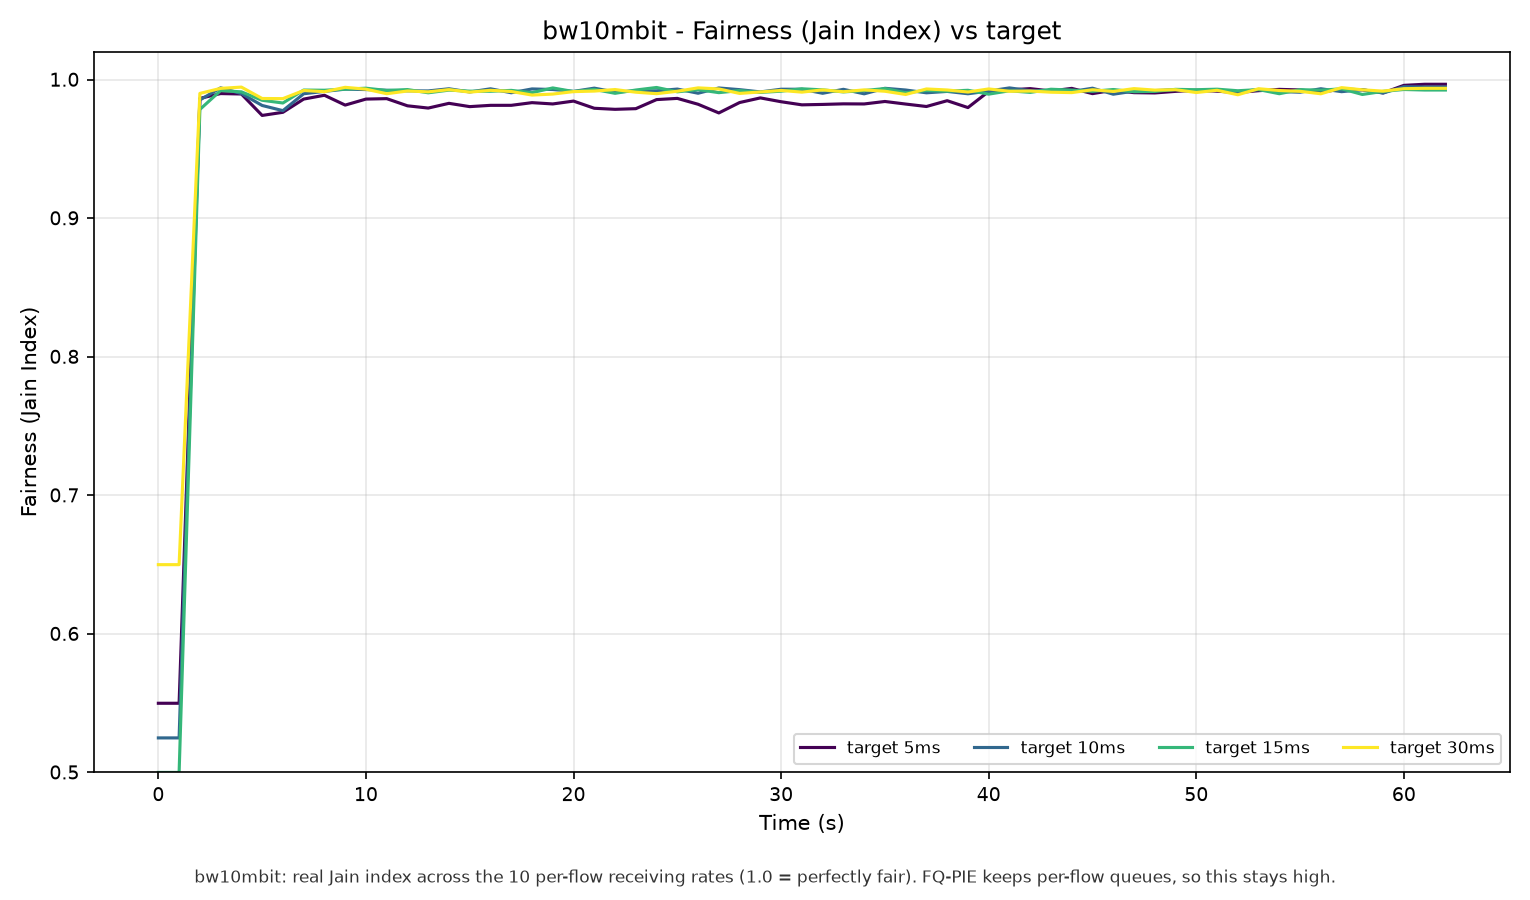 bw10mbit - Fairness (Jain Index) vs target
Fairness (Jain Index)
1.0
0.9
0.8
0.7
0.6
0.5
0 10 20 30 40 50 60
Time (s)
target 5ms target 10ms target 15ms target 30ms
bw10mbit: real Jain index across the 10 per-flow receiving rates (1.0 = perfectly fair). FQ-PIE keeps per-flow queues, so this stays high.